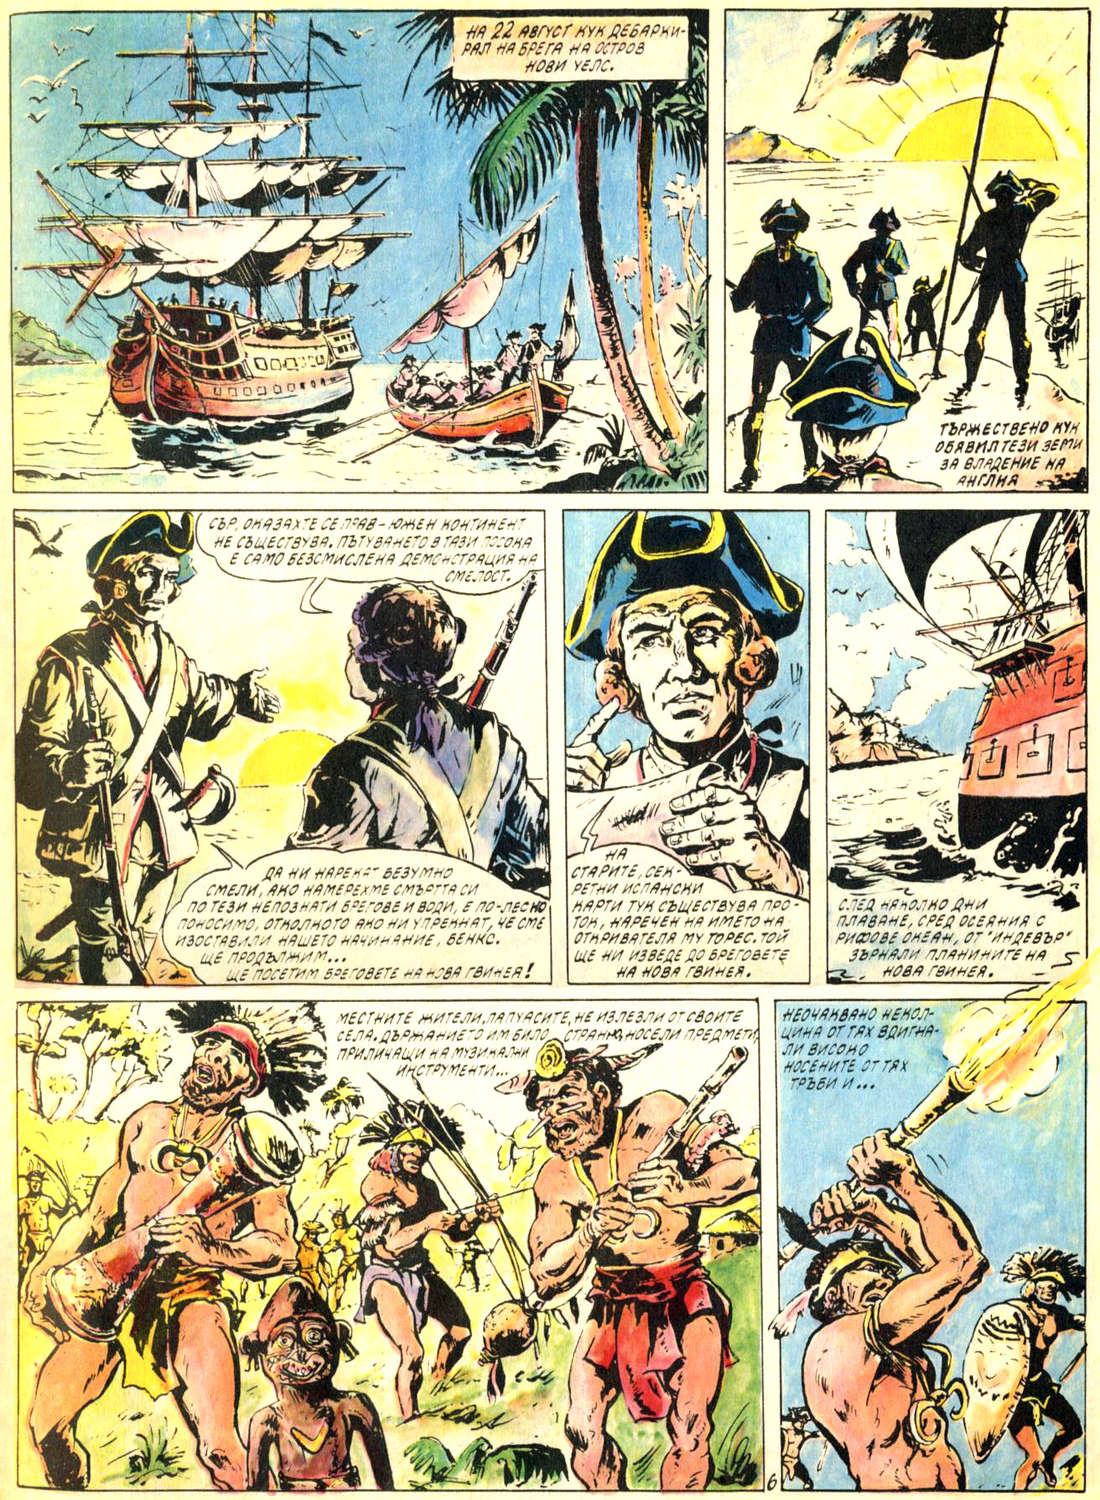 НА 22 АВГУСТ КУК ДЕБАРКИ-
РАЛ НА БРЕГА НА ОСТРОВ
НОВИ УЕЛС.
ТЪРЖЕСТВЕНО КУК
ОБЯВИЛ ТЕЗИ ЗЕМИ
ЗА ВЛАДЕНИЕ НА
АНГЛИЯ
СЪР, ОКАЗАХТЕ СЕ ПРАВ - ЮЖЕН КОНТИНЕНТ
НЕ СЪЩЕСТВУВА. ПЪТУВАНЕТО В ТАЗИ ПОСОКА
Е САМО БЕЗСМИСЛЕНА ДЕМОНСТРАЦИЯ НА
СМЕЛОСТ.
ДА НИ НАРЕКАТ БЕЗУМНО
СМЕЛИ, АКО НАМЕРЕХМЕ СМЪРТТА СИ
ПО ТЕЗИ НЕПОЗНАТИ БРЕГОВЕ И ВОДИ, Е ПО-ЛЕСНО
ПОНОСИМО, ОТКОЛКОТО АКО НИ УПРЕКНАТ, ЧЕ СМЕ
ИЗОСТАВИЛИ НАШЕТО НАЧИНАНИЕ, БЕНКС.
ЩЕ ПРОДЪЛЖИМ...
ЩЕ ПОСЕТИМ БРЕГОВЕТЕ НА НОВА ГВИНЕЯ!
НА
СТАРИТЕ, СЕК-
РЕТНИ ИСПАНСКИ
КАРТИ ТУК СЪЩЕСТВУВА ПРО-
ТОК, НАРЕЧЕН НА ИМЕТО НА
ОТКРИВАТЕЛЯ МУ ТОРЕС. ТОЙ
ЩЕ НИ ИЗВЕДЕ ДО БРЕГОВЕТЕ
НА НОВА ГВИНЕЯ.
СЛЕД НЯКОЛКО ДНИ
ПЛАВАНЕ, СРЕД ОСЕЯНИЯ С
РИФОВЕ ОКЕАН, ОТ "ИНДЕВЪР"
ЗЪРНАЛИ ПЛАНИНИТЕ НА
НОВА ГВИНЕЯ.
МЕСТНИТЕ ЖИТЕЛИ, ПАПУАСИТЕ, НЕ ИЗЛЕЗЛИ ОТ СВОИТЕ
СЕЛА. ДЪРЖАНИЕТО ИМ БИЛО СТРАННО, НОСЕЛИ ПРЕДМЕТИ,
ПРИЛИЧАЩИ НА МУЗИКАЛНИ
ИНСТРУМЕНТИ...
НЕОЧАКВАНО НЕКОЛ-
ЦИНА ОТ ТЯХ ВДИГНА-
ЛИ ВИСОКО
НОСЕНИТЕ ОТ ТЯХ
ТРЪБИ И...
6